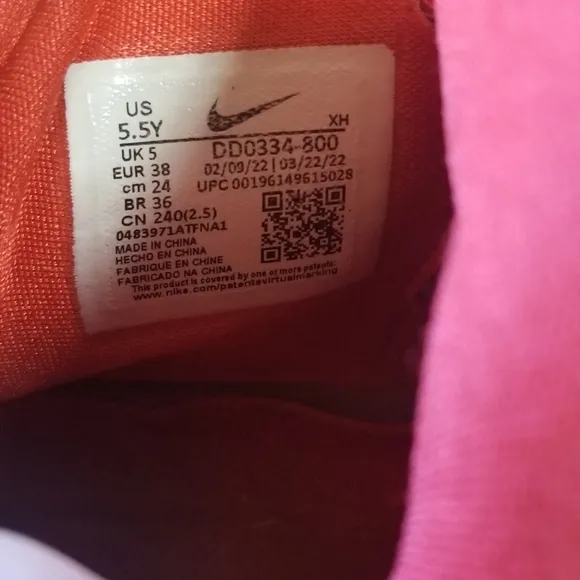 US
5.5Y
XH
UK 5
DD0334-800
EUR 38
02/09/22 | 03/22/22
cm 24
UPC 00196149615028
BR 36
CN 240(2.5)
0483971ATFNA1
MADE IN CHINA
HECHO EN CHINA
FABRIQUE EN CHINE
FABRICADO NA CHINA
This product is covered by one or more patents:
www.nike.com/patentsvirtualmarking